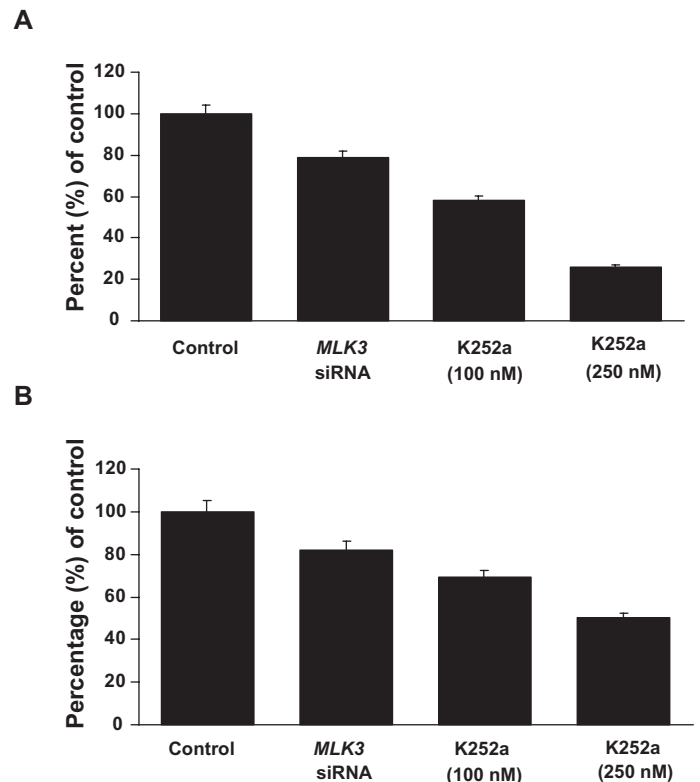 A
Percent (%) of control
120
100
80
60
40
20
0
Control
MLK3
siRNA
K252a
(100 nM)
K252a
(250 nM)
B
Percentage (%) of control
120
100
80
60
40
20
0
Control
MLK3
siRNA
K252a
(100 nM)
K252a
(250 nM)